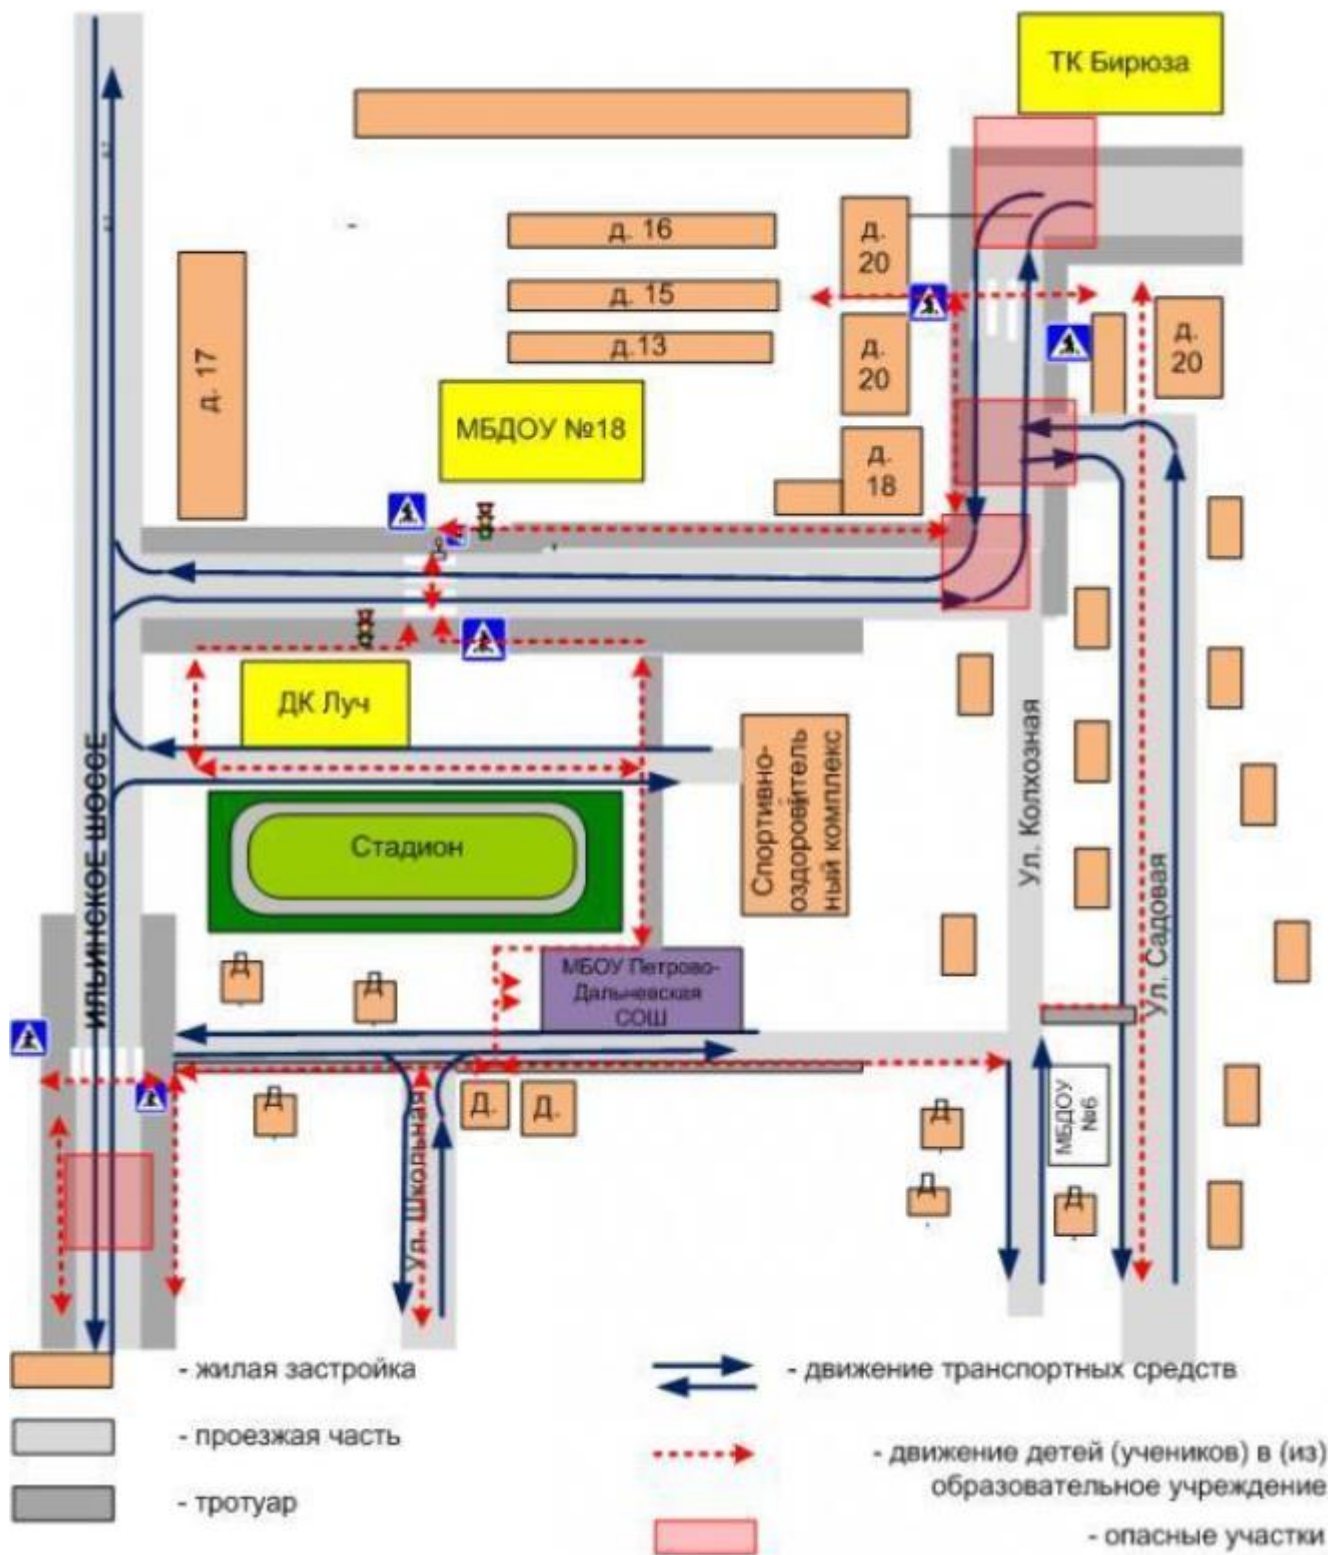 ТК Бирюза
д. 16
д.
20
д. 15
д.13
д. 17
д.
20
д.
20
МБДОУ №18
д.
18
ДК Луч
ИЛЬИНСКОЕ ШОССЕ
Спортивно-
оздоровитель
ный комплекс
Ул. Колхозная
Стадион
Ул. Садовая
Д
Д
МБОУ Петрово-
Дальневская
СОШ
Д
Ул. Школьная
Д.
Д.
МБДОУ
№6
Д
Д
Д
- жилая застройка
- движение транспортных средств
- проезжая часть
- движение детей (учеников) в (из)
образовательное учреждение
- тротуар
- опасные участки